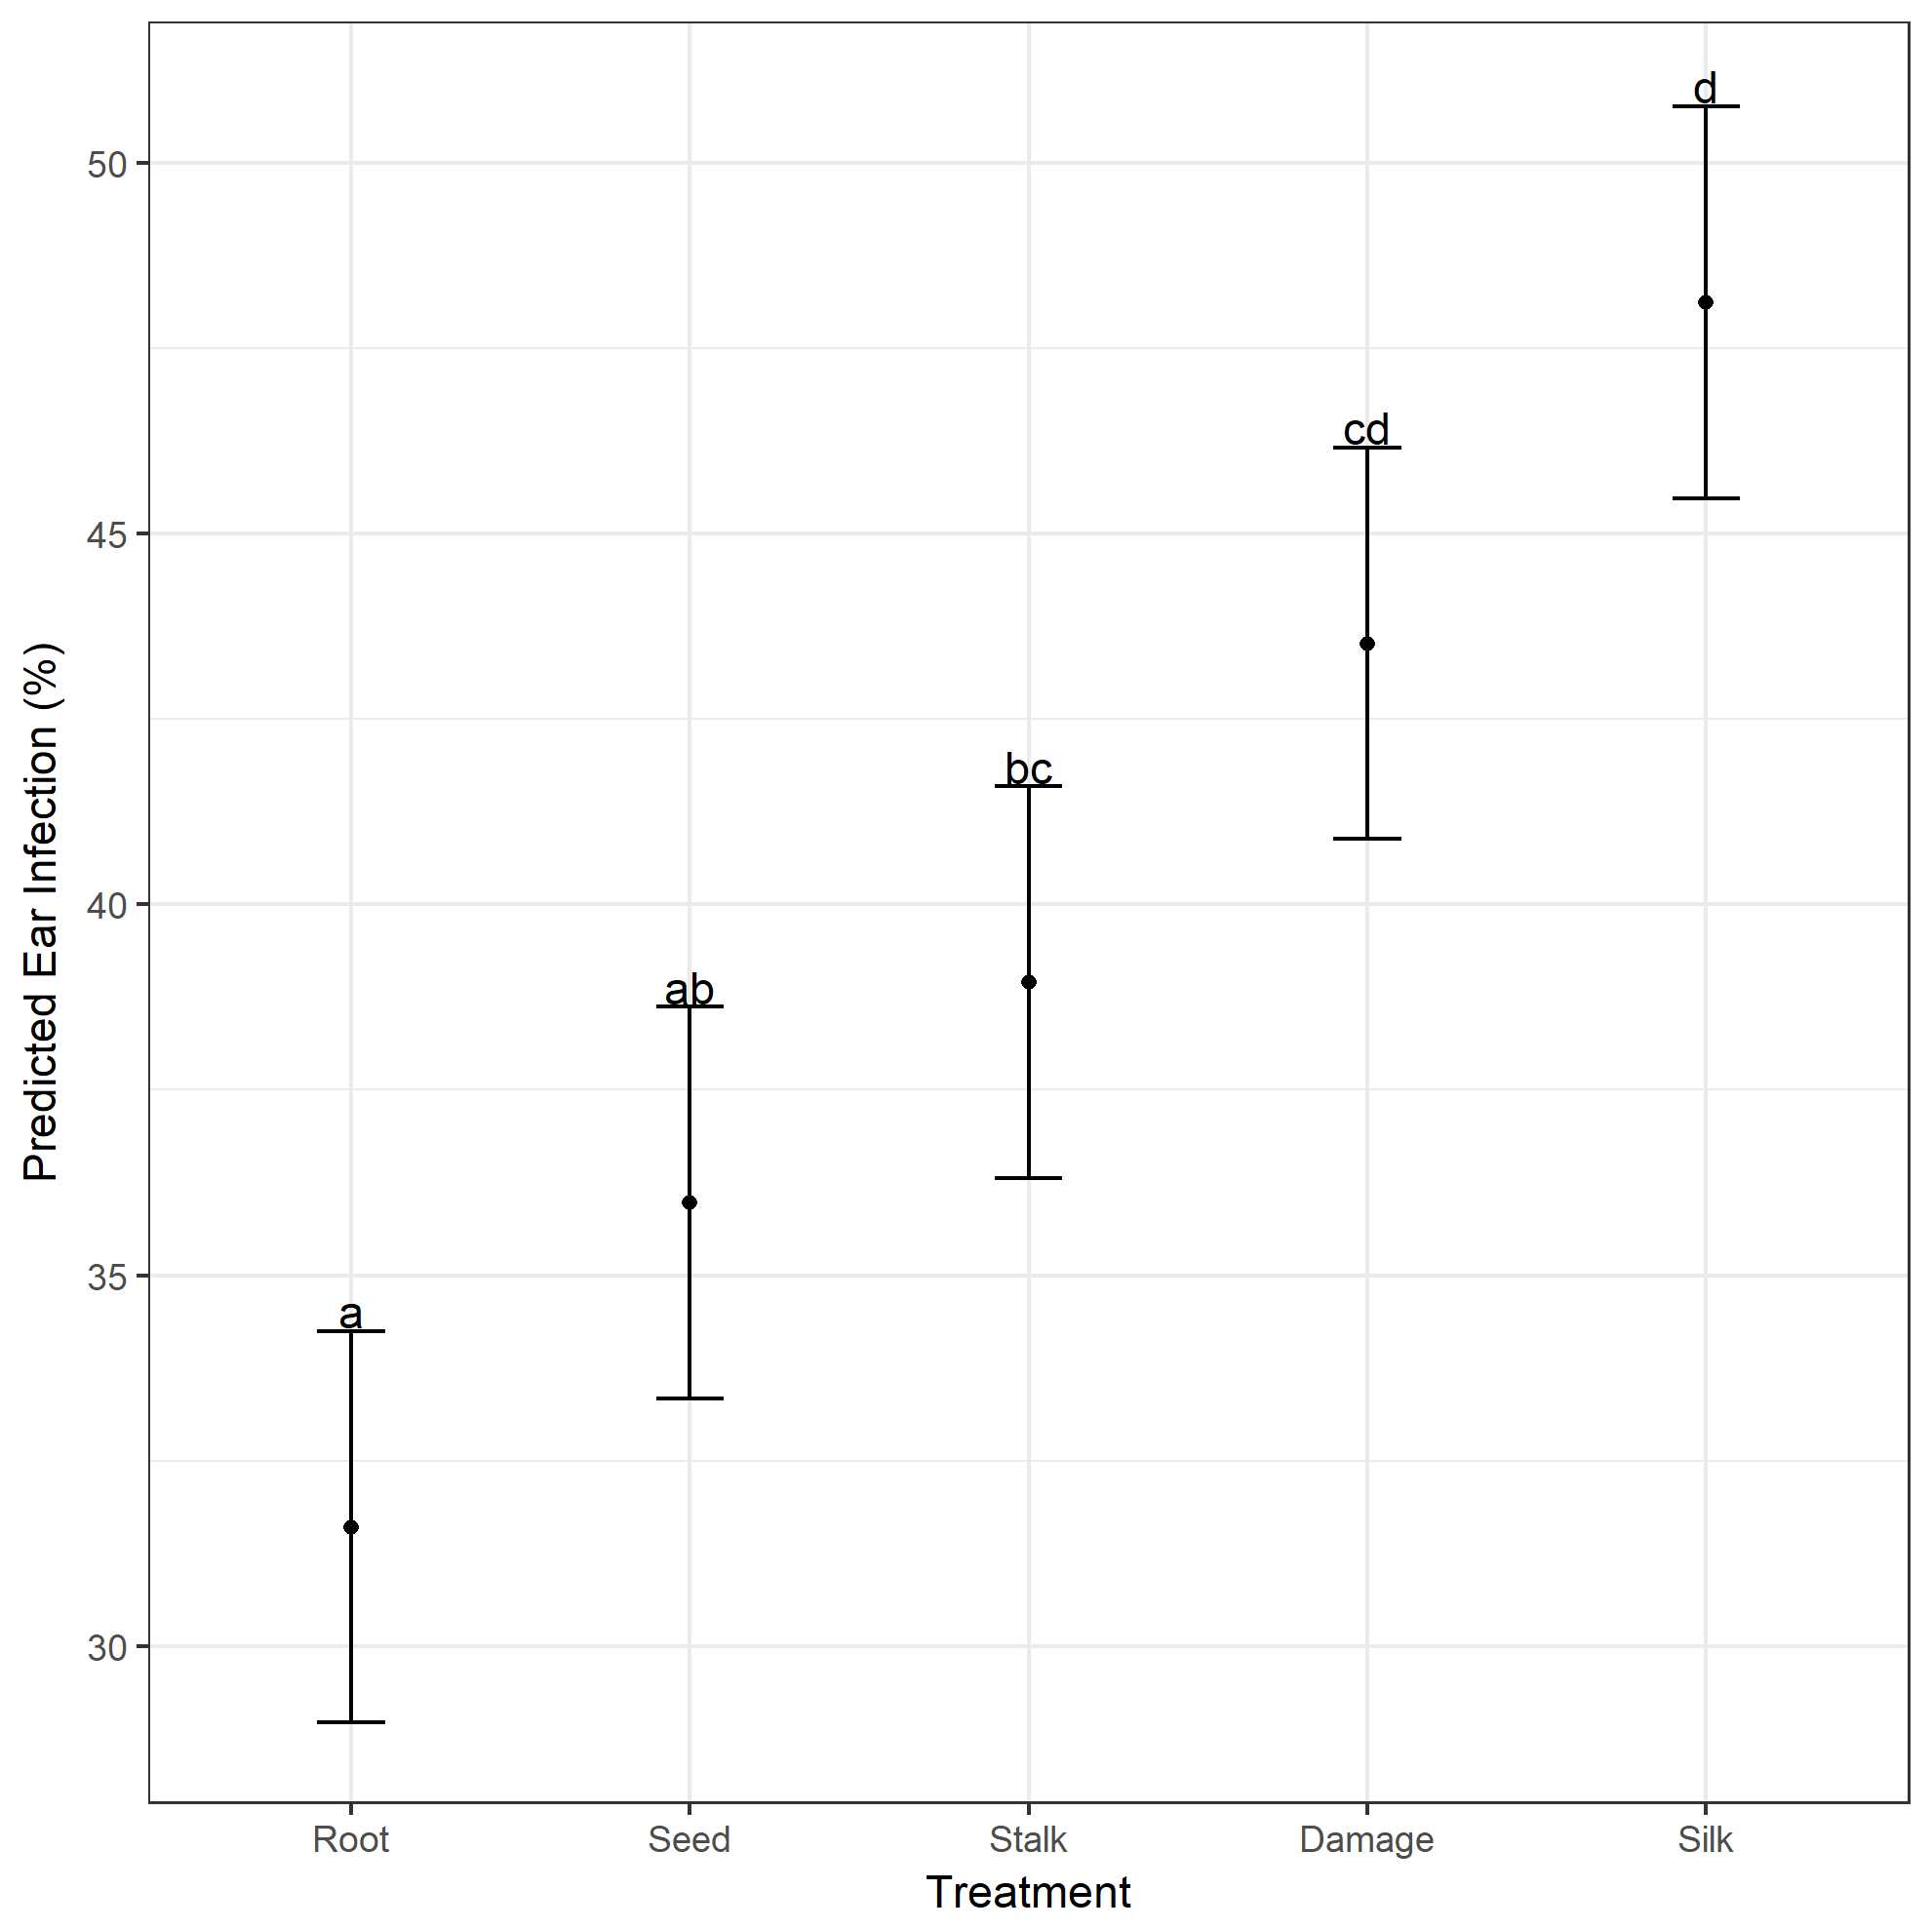 d
50
cd
45
bc
40
ab
35
a
30
Predicted Ear Infection (%)
Root Seed Stalk Damage Silk
Treatment